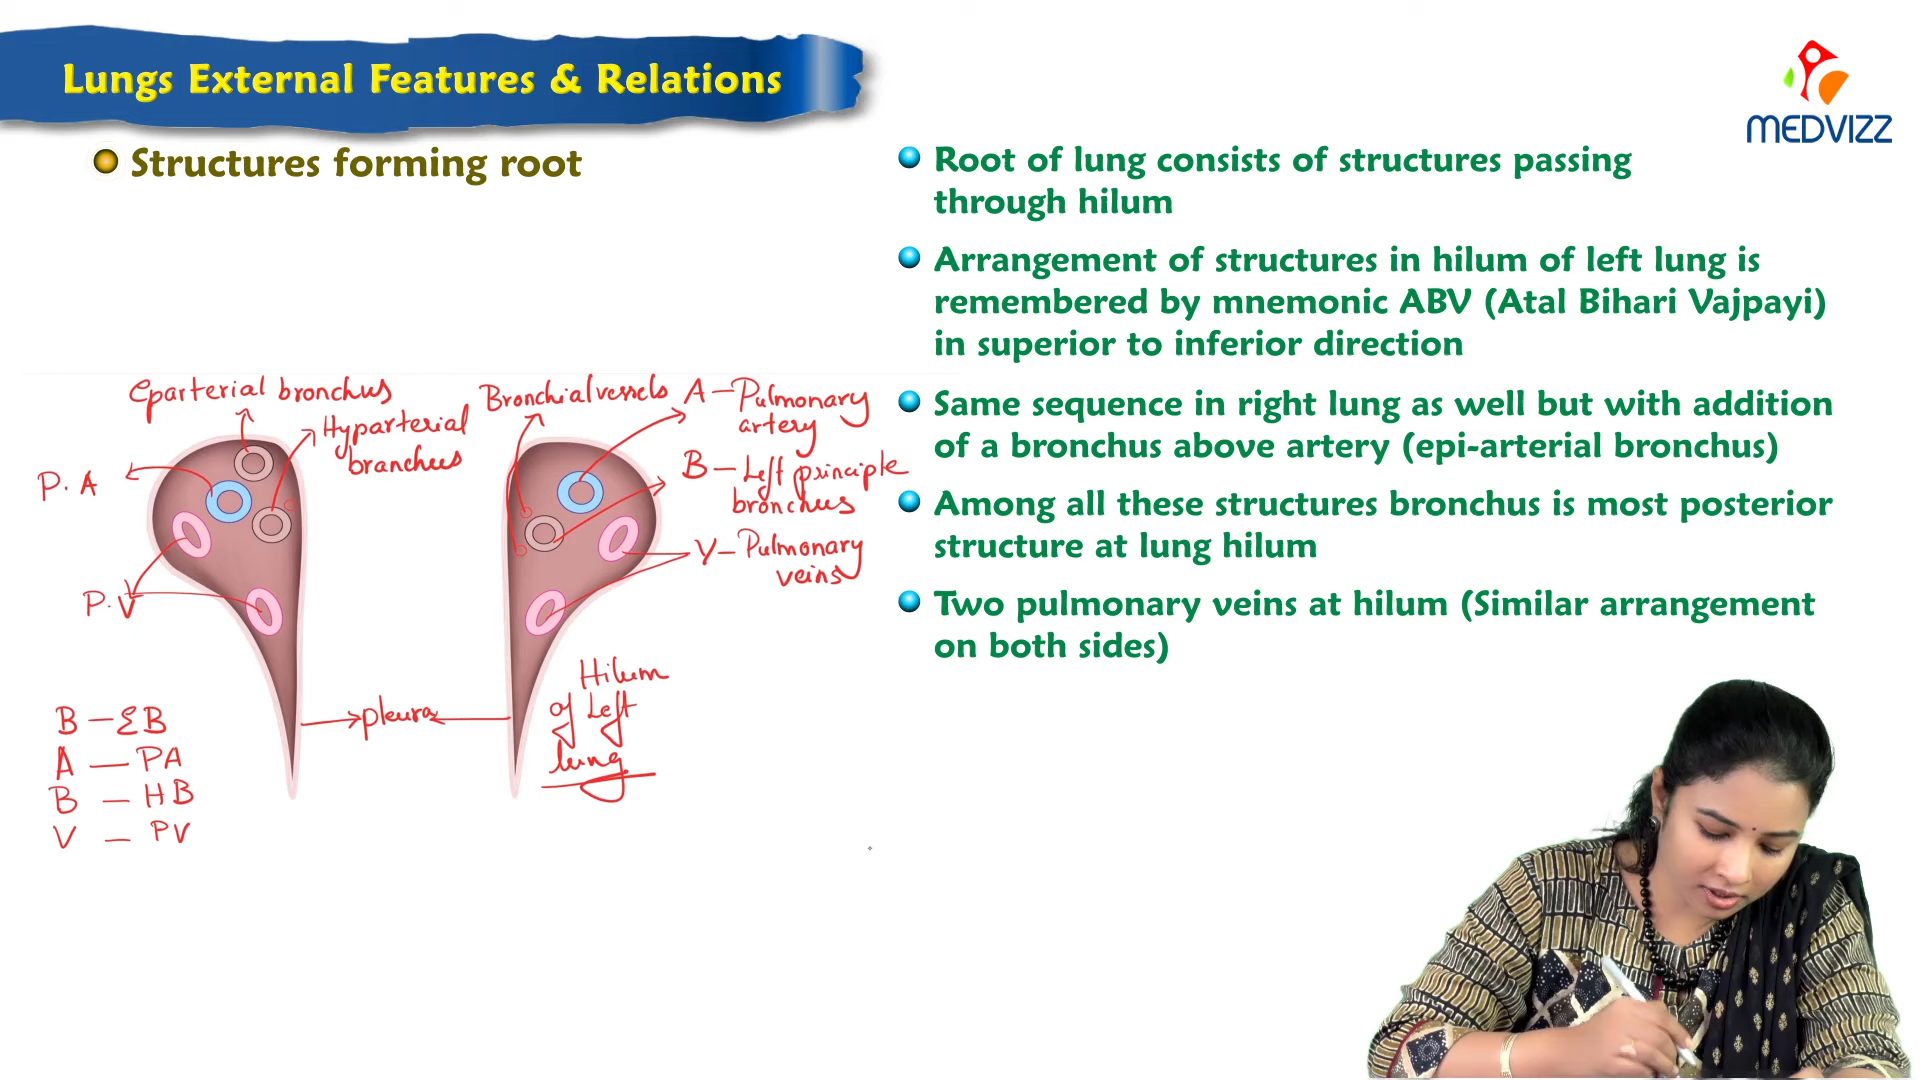 Lungs External Features & Relations
MEDVIZZ
Structures forming root
Root of lung consists of structures passing
through hilum
Arrangement of structures in hilum of left lung is
remembered by mnemonic ABV (Atal Bihari Vajpayi)
in superior to inferior direction
Same sequence in right lung as well but with addition
of a bronchus above artery (epi-arterial bronchus)
Among all these structures bronchus is most posterior
structure at lung hilum
Two pulmonary veins at hilum (Similar arrangement
on both sides)
Eparterial bronchus
Hyparterial
branchus
P. A
P. V
Bronchial vessels
A – Pulmonary
artery
B – Left principle
bronchus
V – Pulmonary
veins
pleura
Hilum
of Left
lung
B – EB
A – PA
B – HB
V – PV